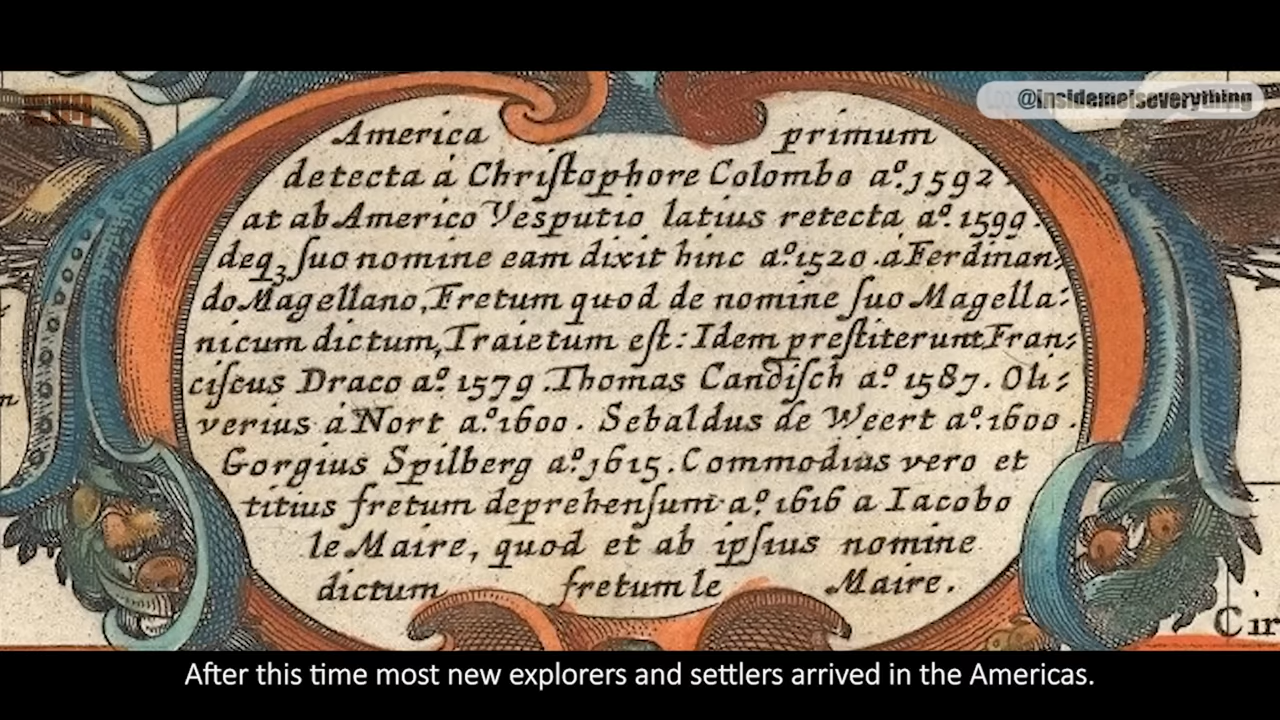 @insidemeiseverything
America primum
detecta á Chriſtophore Colombo aº. 1592.
at ab Americo Vesputio latius retecta aº. 1599.
deq3 ſuo nomine eam dixit hinc aº. 1520. a Ferdinan:
do Magellano, Fretum quod de nomine ſuo Magella:
nicum dictum, Traietum eſt: Idem preſtiterunt Fran:
ciſcus Draco aº. 1579. Thomas Candiſch aº. 1587. Oli:
verius á Nort aº. 1600. Sebaldus de Weert aº. 1600.
Gorgius Spilberg aº. 1615. Commodius vero et
titius fretum deprehenſum aº. 1616 a Iacobo
le Maire, quod et ab ipſius nomine
dictum fretum le Maire.
Cir
After this time most new explorers and settlers arrived in the Americas.